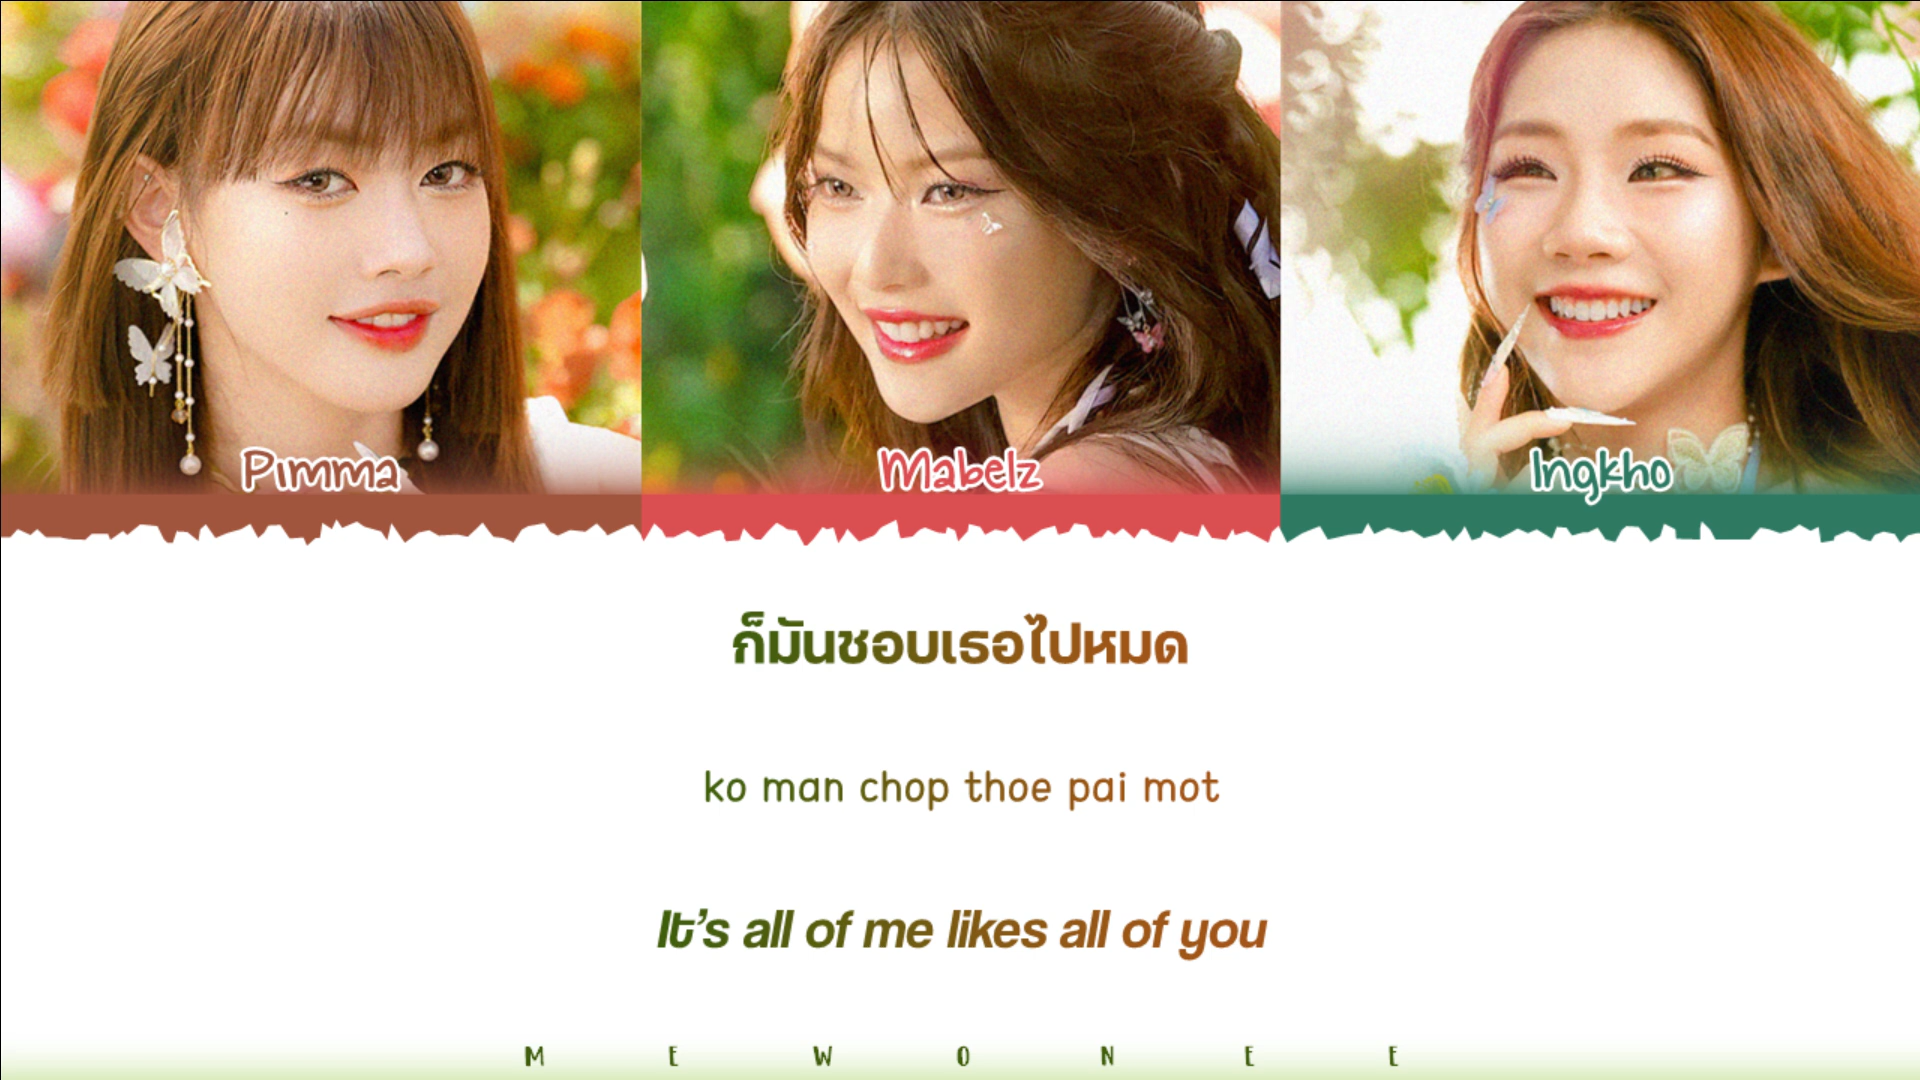 Pimma
Mabelz
Ingkho
ก็มันชอบเธอไปหมด
ko man chop thoe pai mot
It's all of me likes all of you
MEWONEE